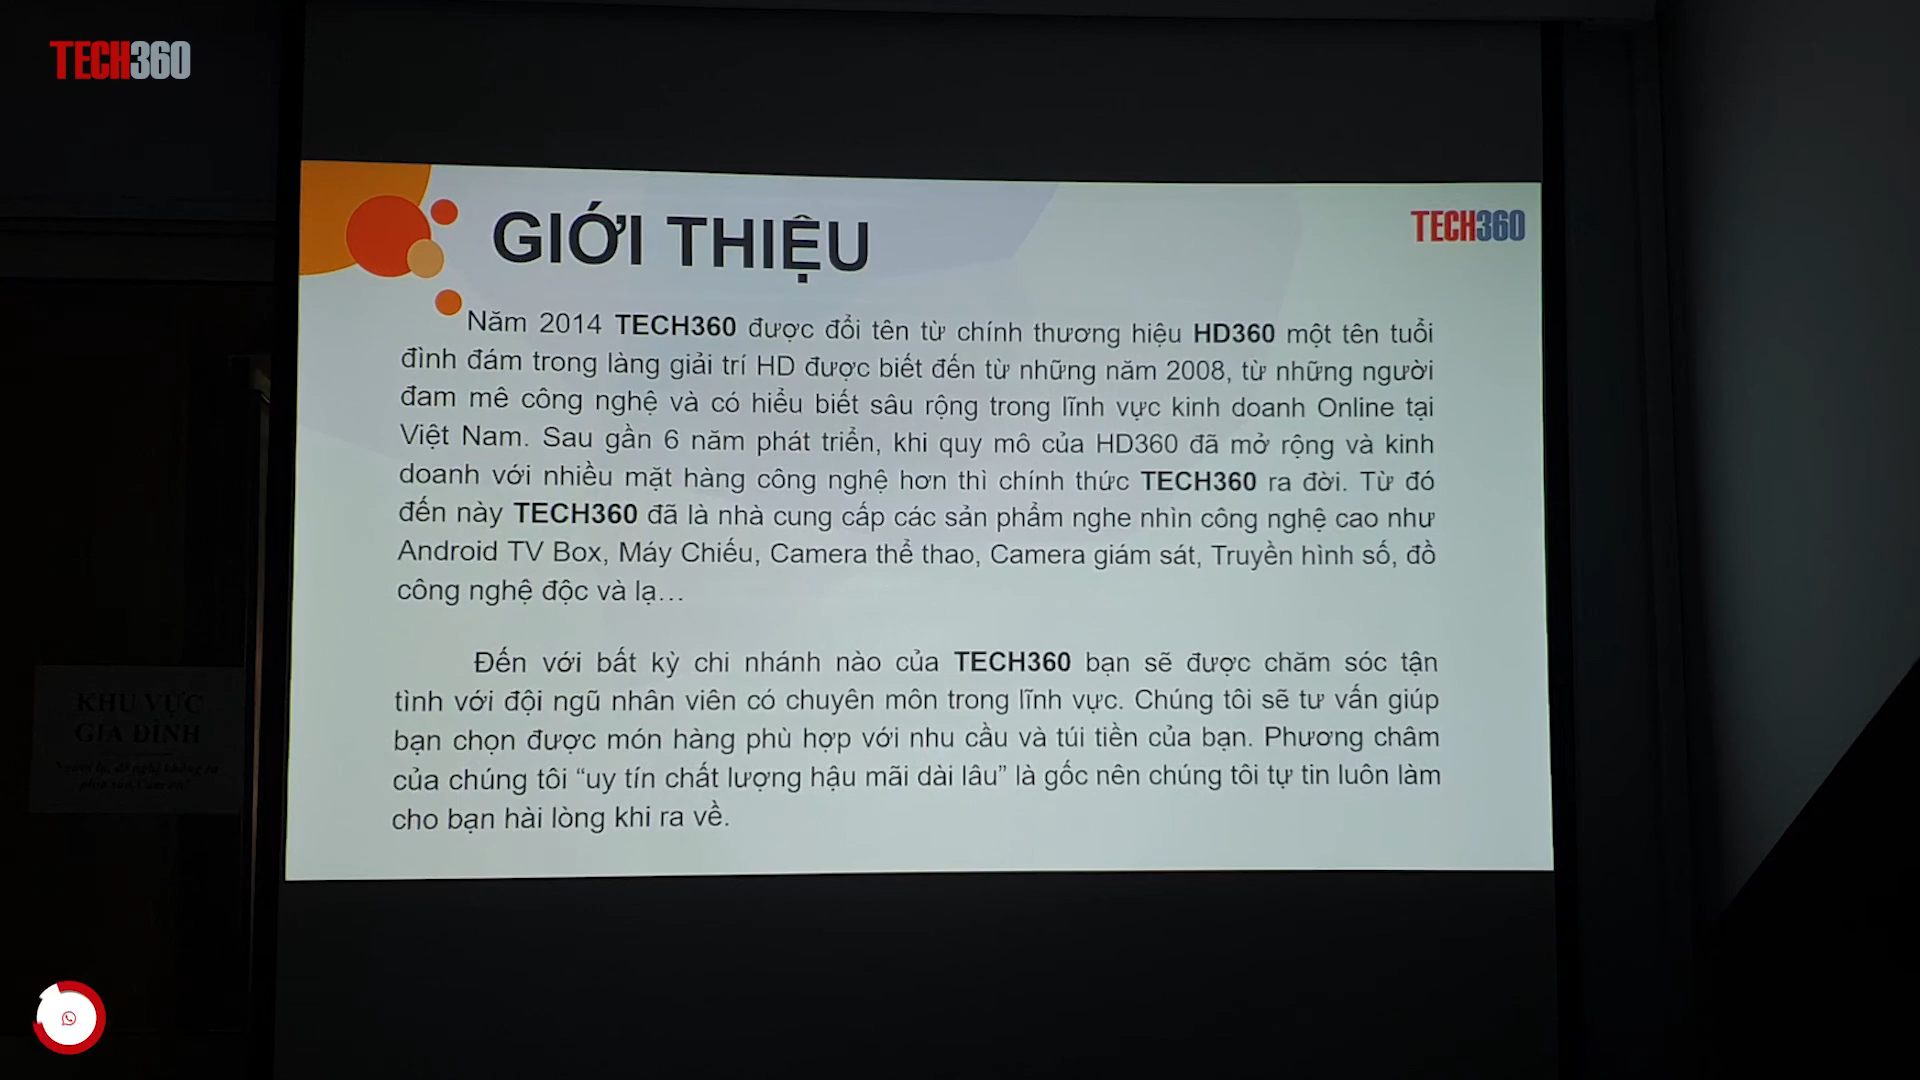 TECH360
GIỚI THIỆU
TECH360
Năm 2014 TECH360 được đổi tên từ chính thương hiệu HD360 một tên tuổi
đình đám trong làng giải trí HD được biết đến từ những năm 2008, từ những người
đam mê công nghệ và có hiểu biết sâu rộng trong lĩnh vực kinh doanh Online tại
Việt Nam. Sau gần 6 năm phát triển, khi quy mô của HD360 đã mở rộng và kinh
doanh với nhiều mặt hàng công nghệ hơn thì chính thức TECH360 ra đời. Từ đó
đến này TECH360 đã là nhà cung cấp các sản phẩm nghe nhìn công nghệ cao như
Android TV Box, Máy Chiếu, Camera thể thao, Camera giám sát, Truyền hình số, đồ
công nghệ độc và lạ…
Đến với bất kỳ chi nhánh nào của TECH360 bạn sẽ được chăm sóc tận
tình với đội ngũ nhân viên có chuyên môn trong lĩnh vực. Chúng tôi sẽ tư vấn giúp
bạn chọn được món hàng phù hợp với nhu cầu và túi tiền của bạn. Phương châm
của chúng tôi “uy tín chất lượng hậu mãi dài lâu” là gốc nên chúng tôi tự tin luôn làm
cho bạn hài lòng khi ra về.
KHU VỰC
GIA ĐÌNH